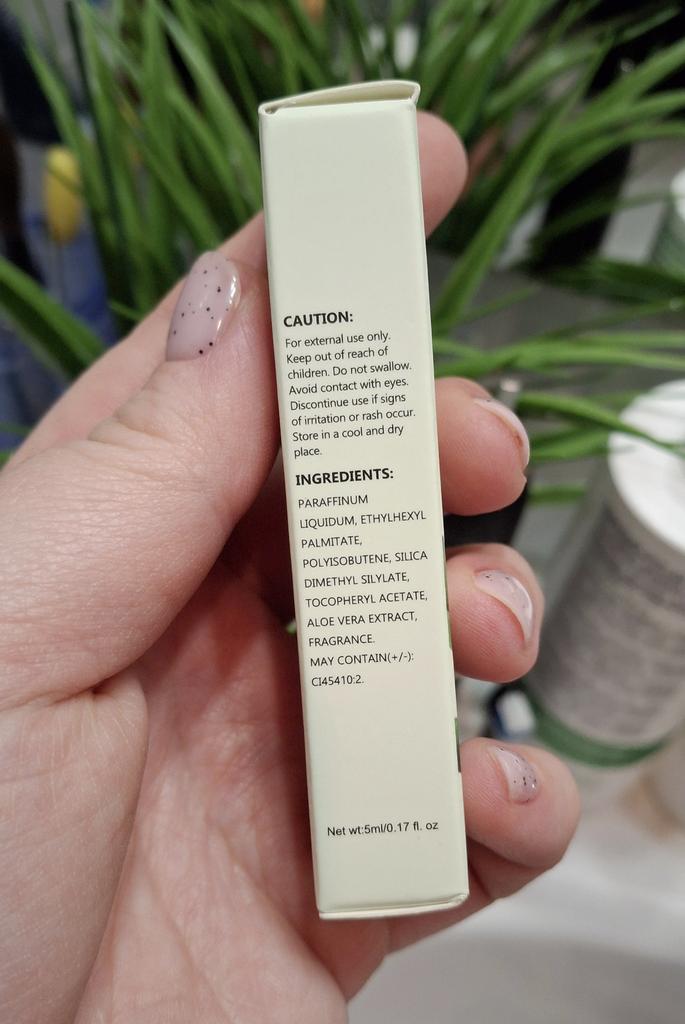 CAUTION:
For external use only.
Keep out of reach of
children. Do not swallow.
Avoid contact with eyes.
Discontinue use if signs
of irritation or rash occur.
Store in a cool and dry
place.
INGREDIENTS:
PARAFFINUM
LIQUIDUM, ETHYLHEXYL
PALMITATE,
POLYISOBUTENE, SILICA
DIMETHYL SILYLATE,
TOCOPHERYL ACETATE,
ALOE VERA EXTRACT,
FRAGRANCE.
MAY CONTAIN(+/-):
CI45410:2.
Net wt:5ml/0.17 fl. oz